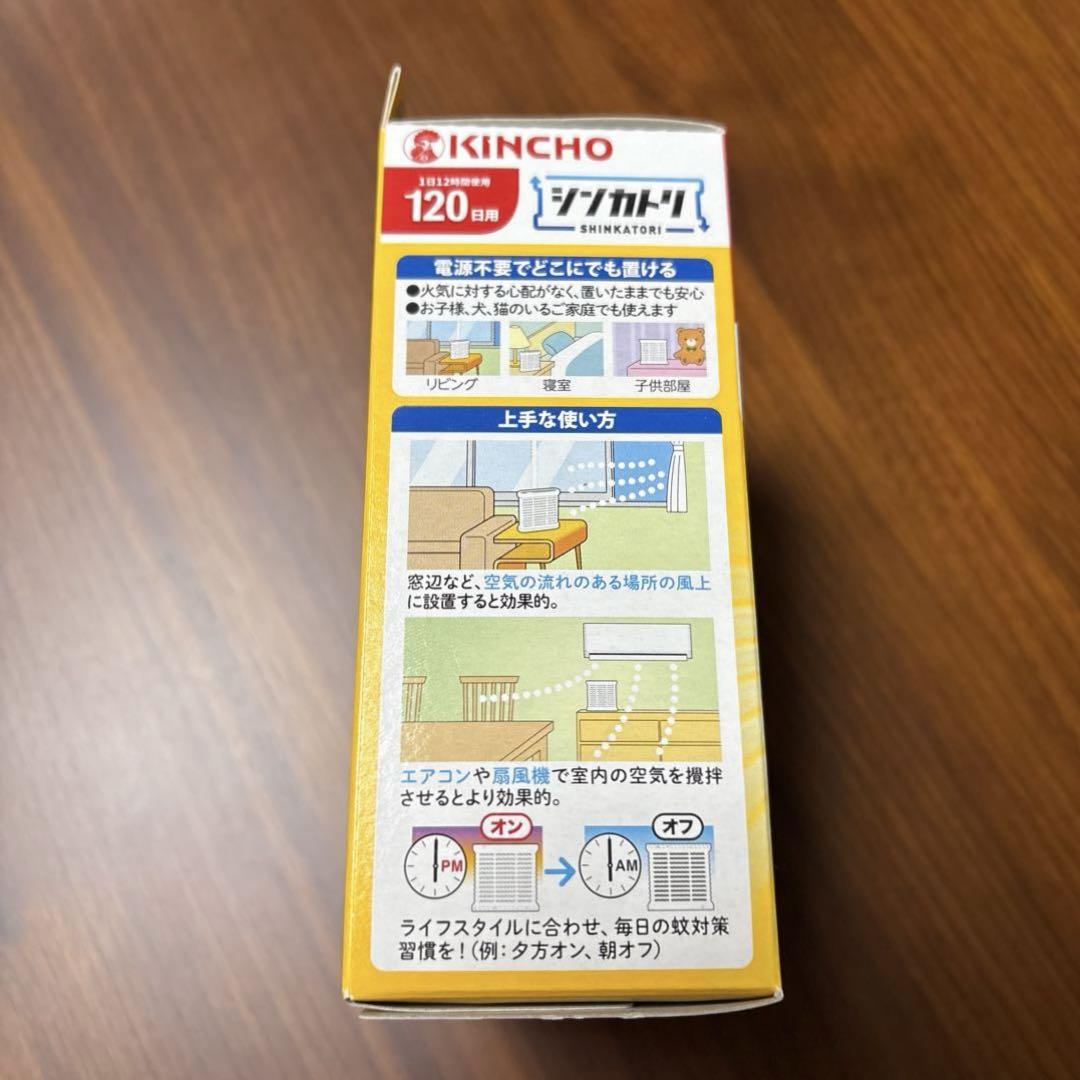 KINCHO
1日12時間使用
120日用
シンカトリ
SHINKATORI
電源不要でどこにでも置ける
●火気に対する心配がなく、置いたままでも安心
●お子様、犬、猫のいるご家庭でも使えます
リビング
寝室
子供部屋
上手な使い方
窓辺など、空気の流れのある場所の風上
に設置すると効果的。
エアコンや扇風機で室内の空気を攪拌
させるとより効果的。
オン
オフ
PM
AM
ライフスタイルに合わせ、毎日の蚊対策
習慣を!(例:夕方オン、朝オフ)